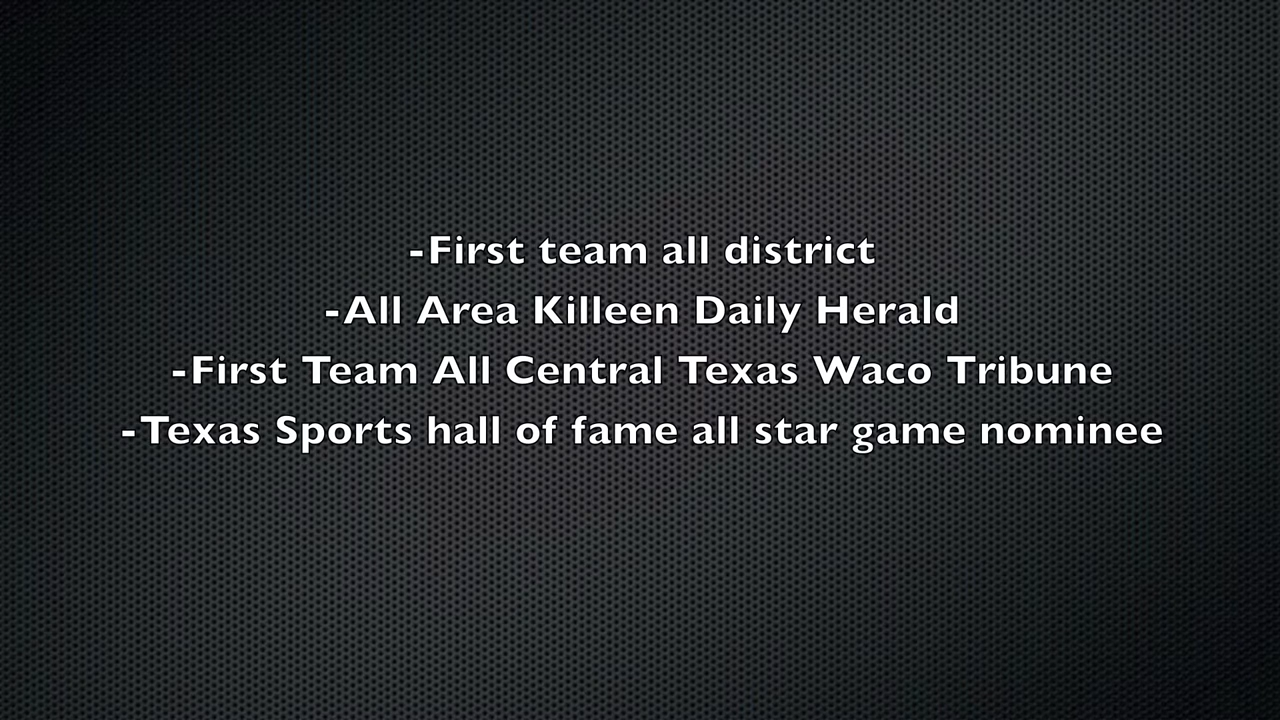 -First team all district
-All Area Killeen Daily Herald
-First Team All Central Texas Waco Tribune
-Texas Sports hall of fame all star game nominee